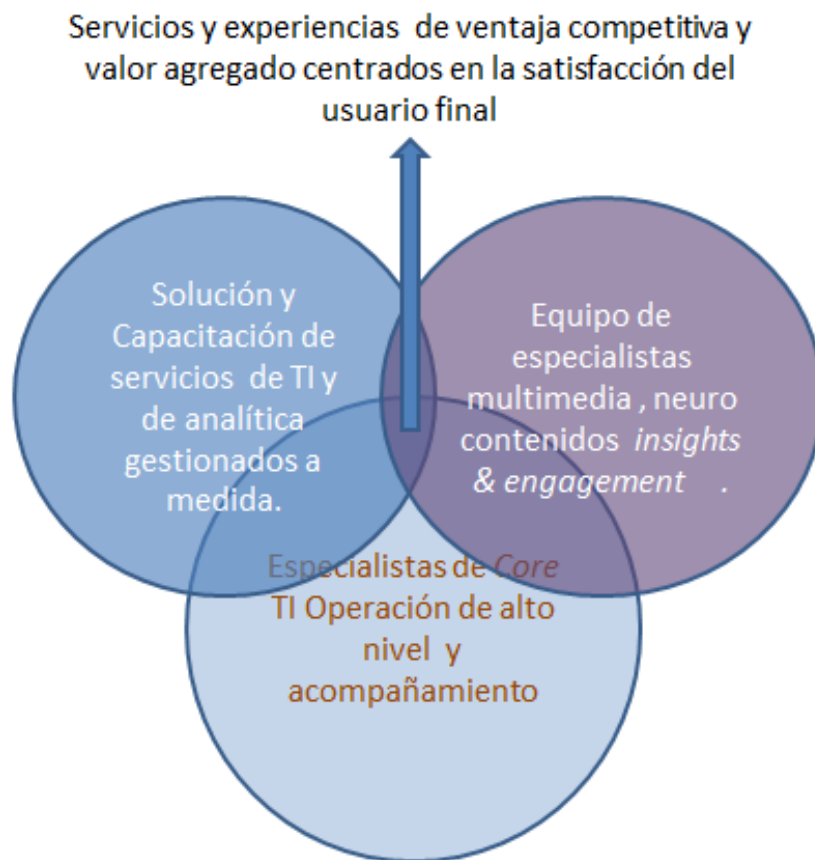 Servicios y experiencias de ventaja competitiva y
valor agregado centrados en la satisfacción del
usuario final
Solución y
Capacitación de
servicios de TI y
de analítica
gestionados a
medida.
Equipo de
especialistas
multimedia , neuro
contenidos insights
& engagement .
Especialistas de Core
TI Operación de alto
nivel y
acompañamiento